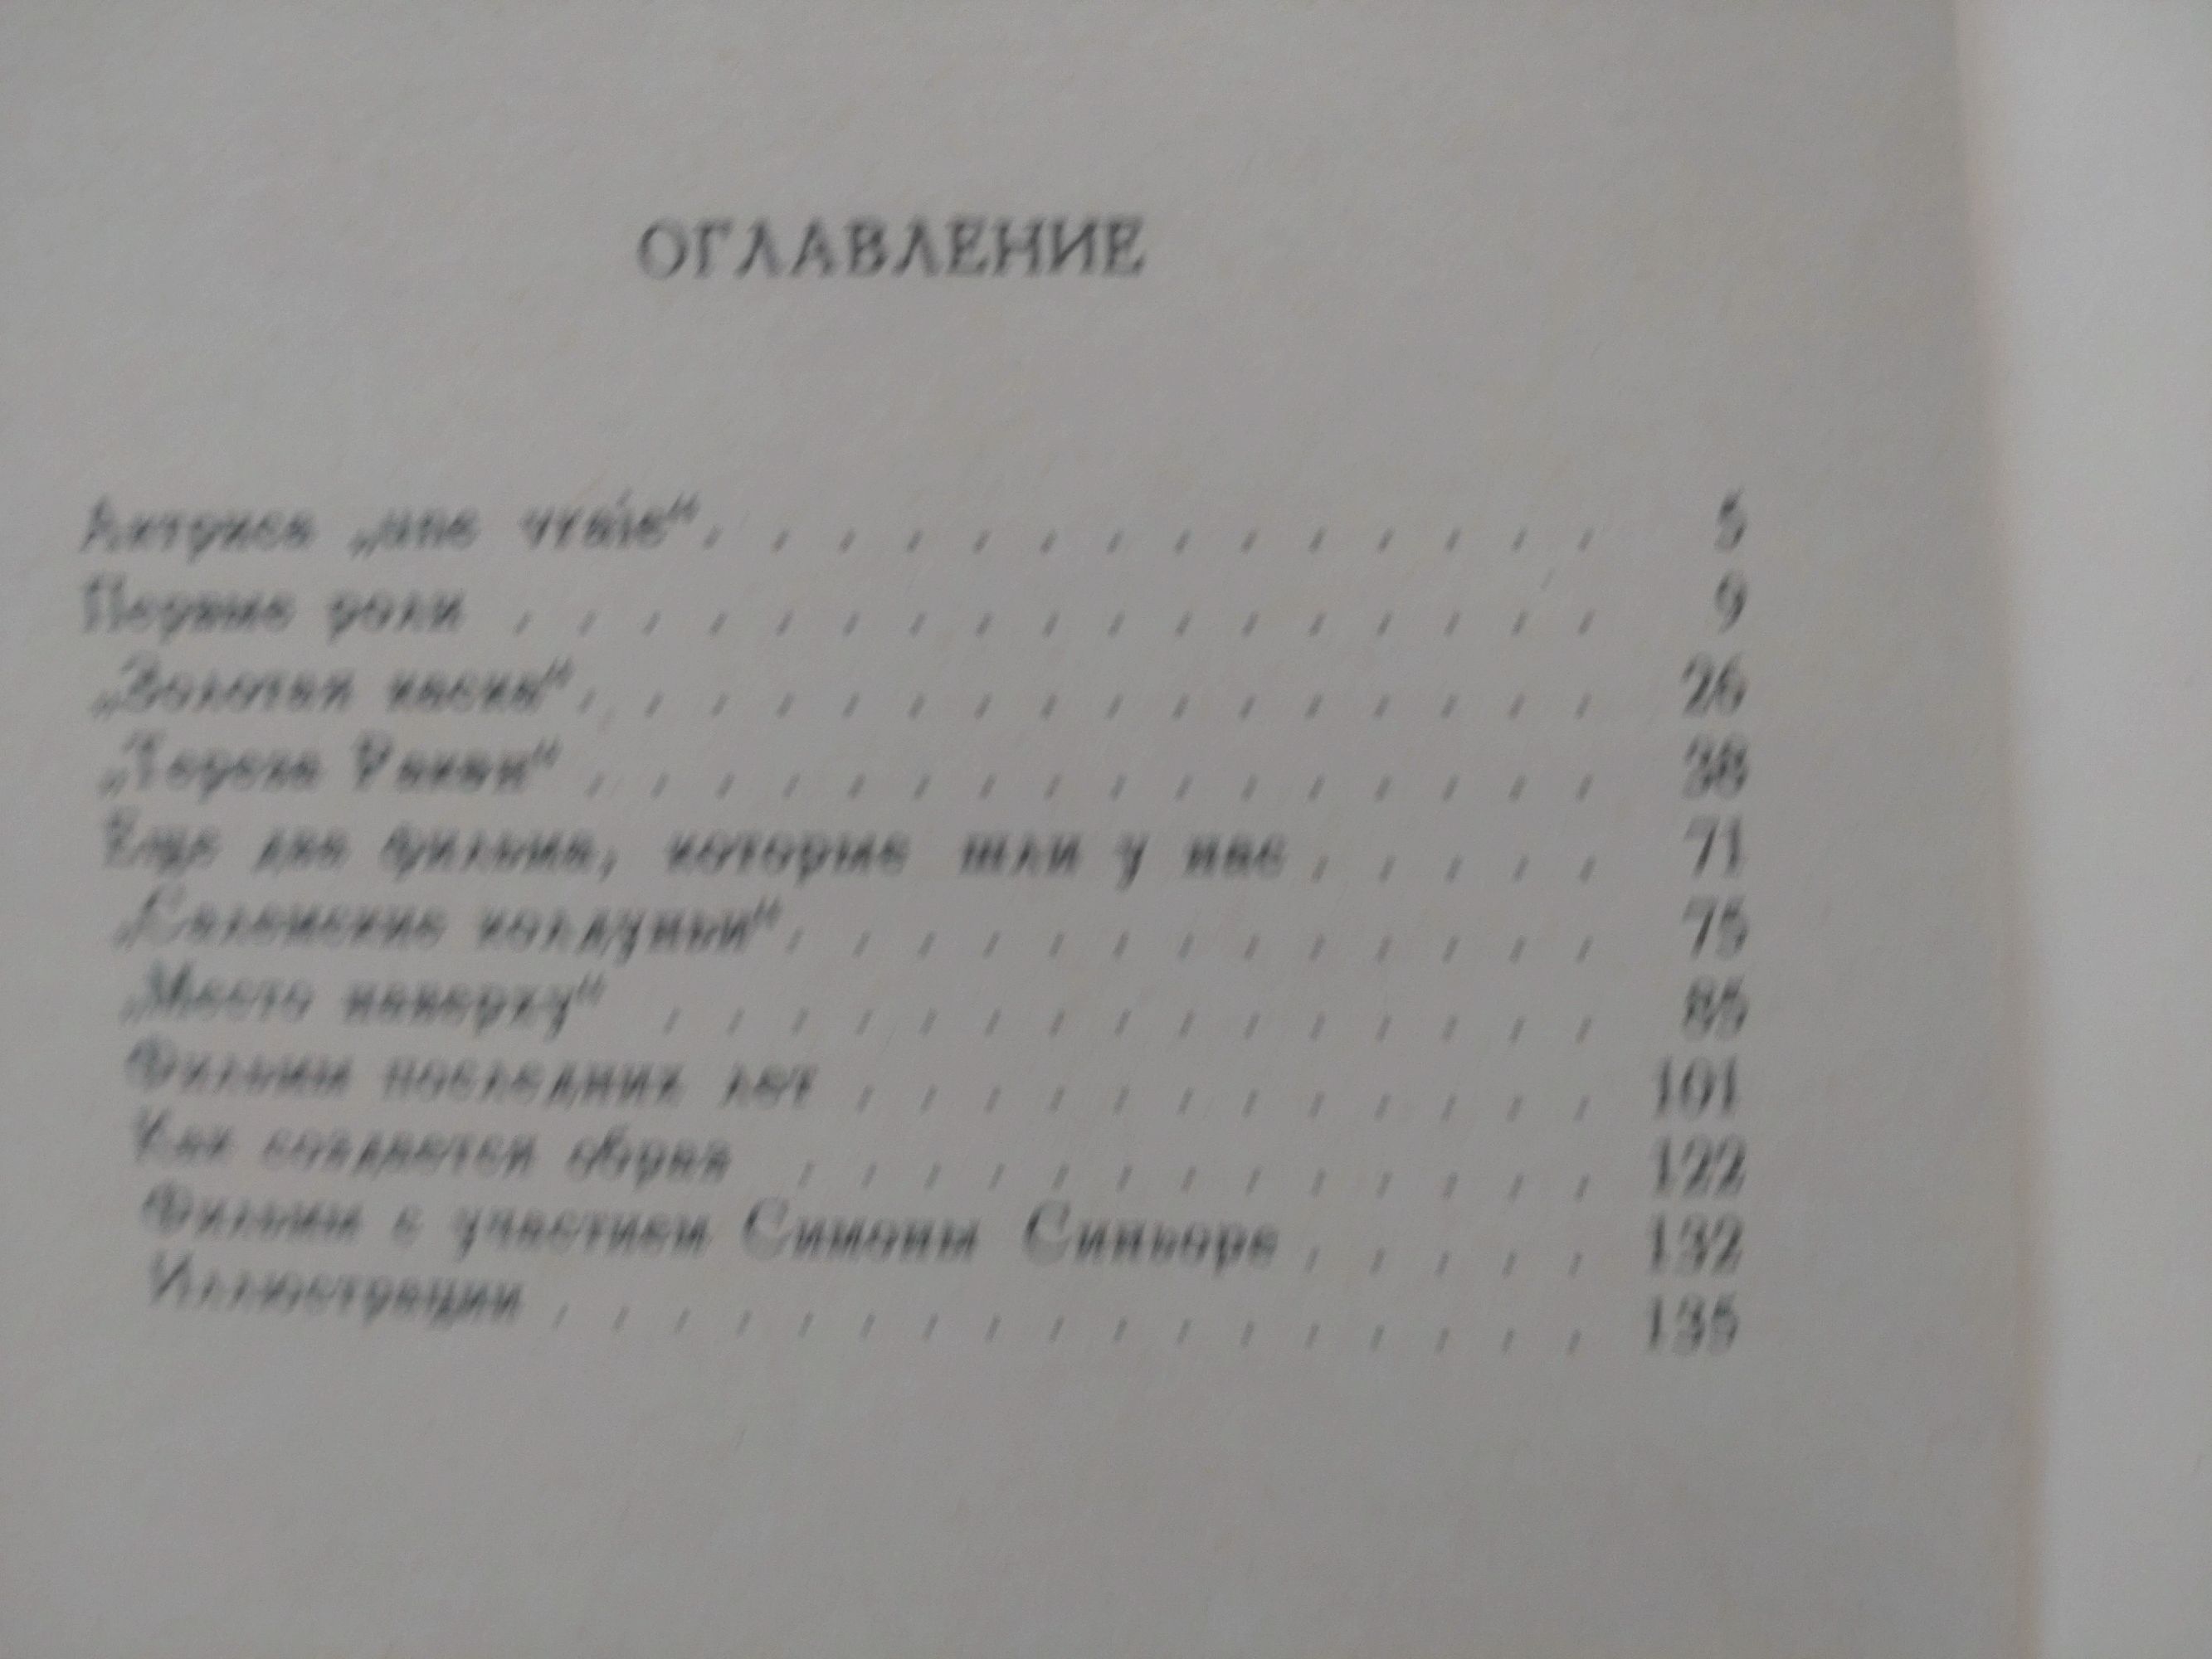 ОГЛАВЛЕНИЕ
Актриса „une vraie“ . . . . . . . . . . . . . . 5
Первые роли . . . . . . . . . . . . . . . . . 9
„Золотая каска“ . . . . . . . . . . . . . . . . 26
„Тереза Ракен“ . . . . . . . . . . . . . . . . 38
Еще два фильма, которые шли у нас . . . . . 71
„Салемские колдуньи“ . . . . . . . . . . . . . 75
„Место наверху“ . . . . . . . . . . . . . . . 85
Фильмы последних лет . . . . . . . . . . . . 101
Как создается образ . . . . . . . . . . . . . 122
Фильмы с участием Симоны Синьоре . . . . . 132
Иллюстрации . . . . . . . . . . . . . . . . . 135